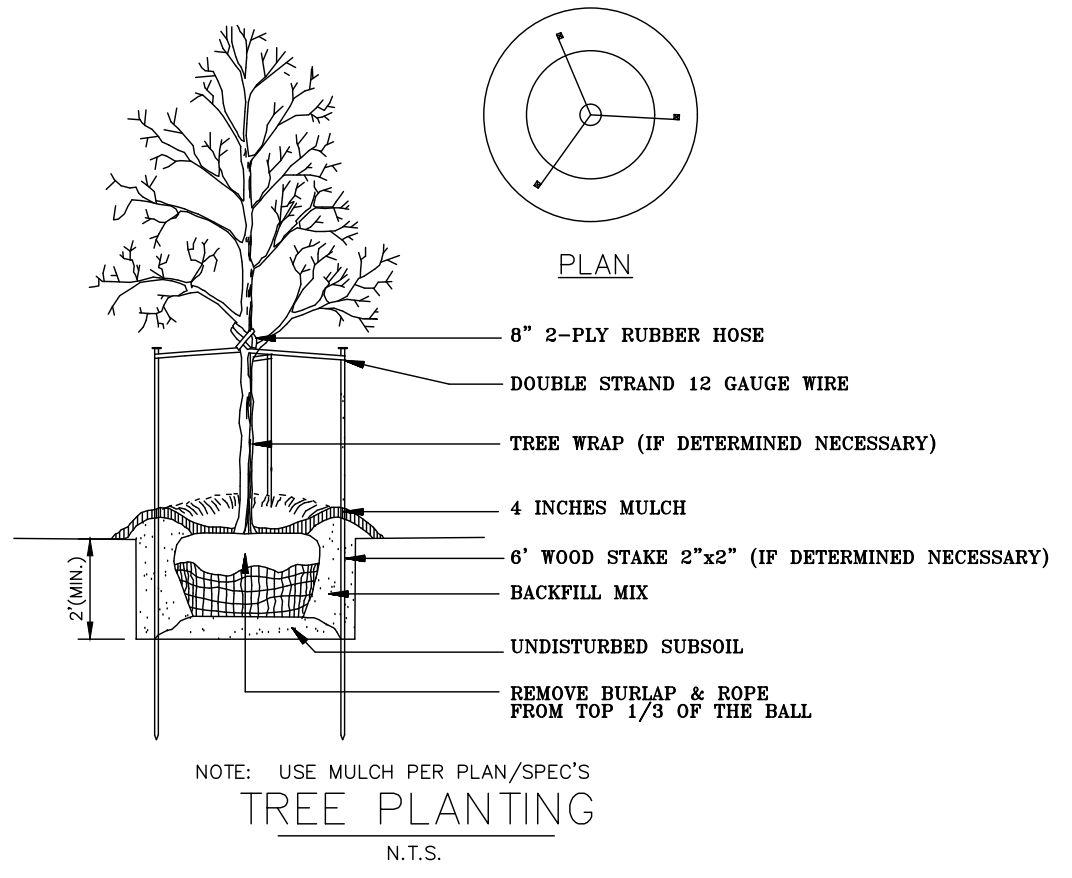 PLAN
8" 2-PLY RUBBER HOSE
DOUBLE STRAND 12 GAUGE WIRE
TREE WRAP (IF DETERMINED NECESSARY)
4 INCHES MULCH
6' WOOD STAKE 2"x2" (IF DETERMINED NECESSARY)
BACKFILL MIX
2'(MIN.)
UNDISTURBED SUBSOIL
REMOVE BURLAP & ROPE
FROM TOP 1/3 OF THE BALL
NOTE: USE MULCH PER PLAN/SPEC'S
TREE PLANTING
N.T.S.